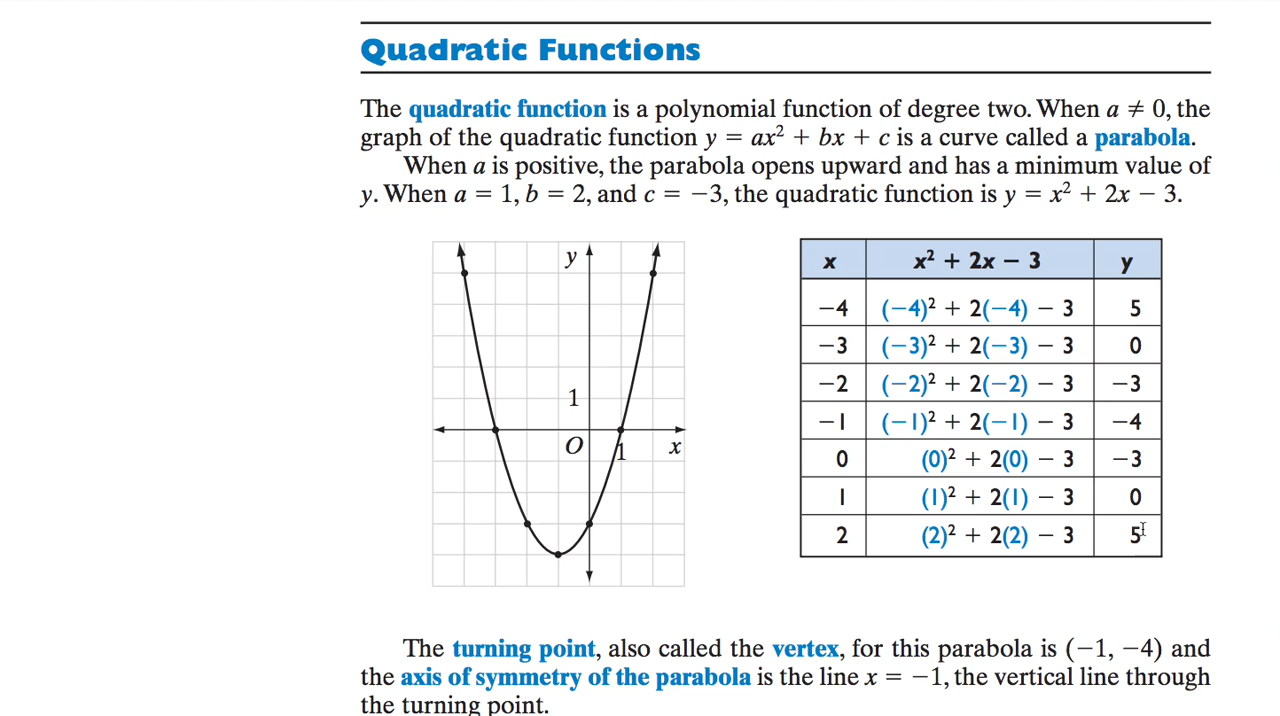 Quadratic Functions
The quadratic function is a polynomial function of degree two. When a ≠ 0, the
graph of the quadratic function y = ax² + bx + c is a curve called a parabola.
When a is positive, the parabola opens upward and has a minimum value of
y. When a = 1, b = 2, and c = −3, the quadratic function is y = x² + 2x − 3.
y
1
O
1
x
x x² + 2x − 3 y
−4 (−4)² + 2(−4) − 3 5
−3 (−3)² + 2(−3) − 3 0
−2 (−2)² + 2(−2) − 3 −3
−1 (−1)² + 2(−1) − 3 −4
0 (0)² + 2(0) − 3 −3
1 (1)² + 2(1) − 3 0
2 (2)² + 2(2) − 3 5
The turning point, also called the vertex, for this parabola is (−1, −4) and
the axis of symmetry of the parabola is the line x = −1, the vertical line through
the turning point.